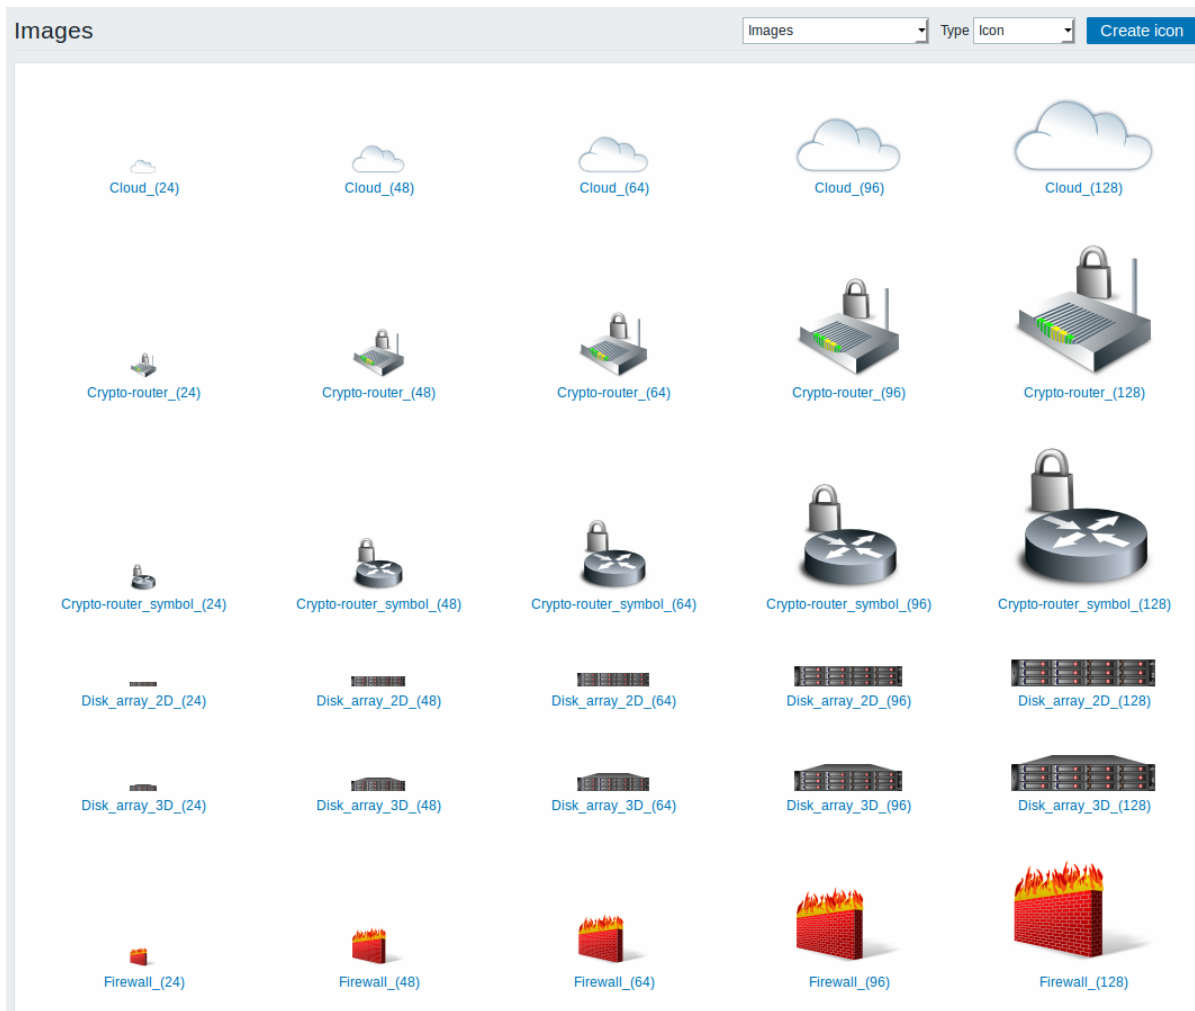 Images Images Type Icon Create icon
Cloud_(24) Cloud_(48) Cloud_(64) Cloud_(96) Cloud_(128)
Crypto-router_(24) Crypto-router_(48) Crypto-router_(64) Crypto-router_(96) Crypto-router_(128)
Crypto-router_symbol_(24) Crypto-router_symbol_(48) Crypto-router_symbol_(64) Crypto-router_symbol_(96) Crypto-router_symbol_(128)
Disk_array_2D_(24) Disk_array_2D_(48) Disk_array_2D_(64) Disk_array_2D_(96) Disk_array_2D_(128)
Disk_array_3D_(24) Disk_array_3D_(48) Disk_array_3D_(64) Disk_array_3D_(96) Disk_array_3D_(128)
Firewall_(24) Firewall_(48) Firewall_(64) Firewall_(96) Firewall_(128)